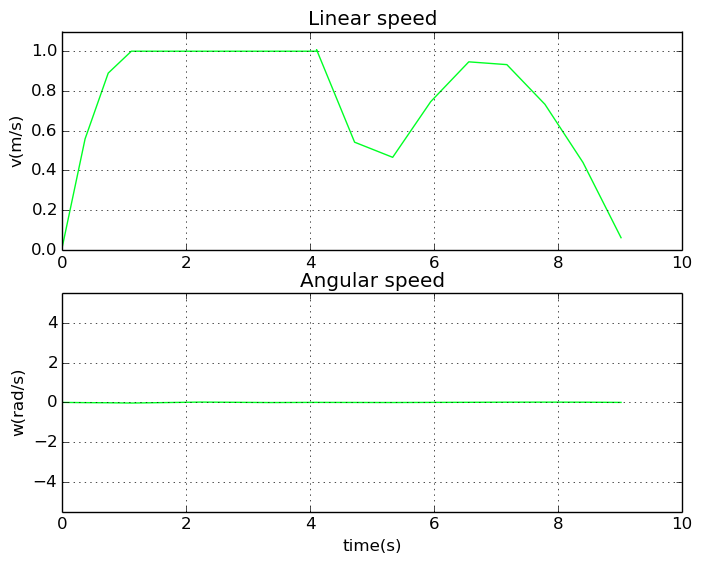 Linear speed
v(m/s)
1.0
0.8
0.6
0.4
0.2
0.0
0 2 4 6 8 10
Angular speed
w(rad/s)
4
2
0
−2
−4
0 2 4 6 8 10
time(s)